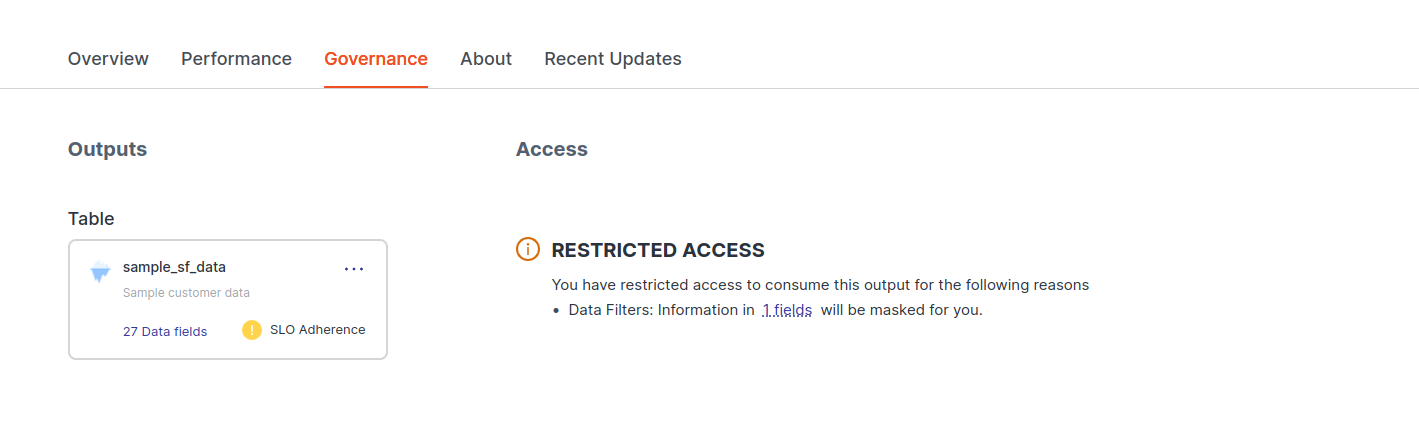 Overview Performance Governance About Recent Updates
Outputs
Access
Table
sample_sf_data
Sample customer data
27 Data fields
! SLO Adherence
RESTRICTED ACCESS
You have restricted access to consume this output for the following reasons
• Data Filters: Information in 1 fields will be masked for you.